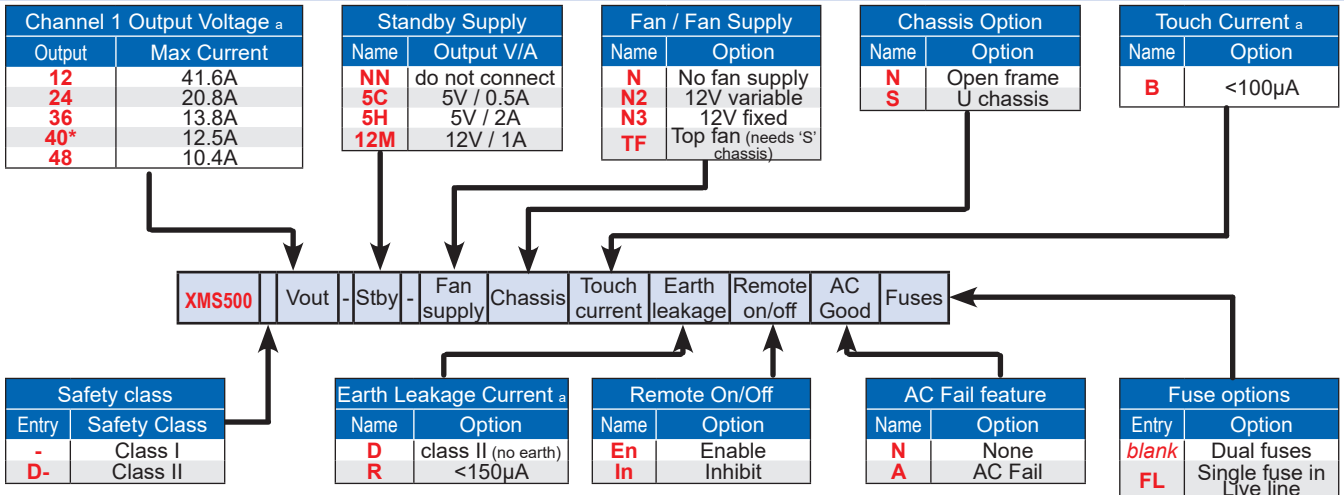 Channel 1 Output Voltage a
Output Max Current
12 41.6A
24 20.8A
36 13.8A
40* 12.5A
48 10.4A
Standby Supply
Name Output V/A
NN do not connect
5C 5V / 0.5A
5H 5V / 2A
12M 12V / 1A
Fan / Fan Supply
Name Option
N No fan supply
N2 12V variable
N3 12V fixed
TF Top fan (needs ‘S’
chassis)
Chassis Option
Name Option
N Open frame
S U chassis
Touch Current a
Name Option
B <100µA
XMS500 Vout - Stby - Fan supply Chassis Touch current Earth leakage Remote on/off AC Good Fuses
Safety class
Entry Safety Class
- Class I
D- Class II
Earth Leakage Current a
Name Option
D class II (no earth)
R <150µA
Remote On/Off
Name Option
En Enable
In Inhibit
AC Fail feature
Name Option
N None
A AC Fail
Fuse options
Entry Option
blank Dual fuses
FL Single fuse in
Live line